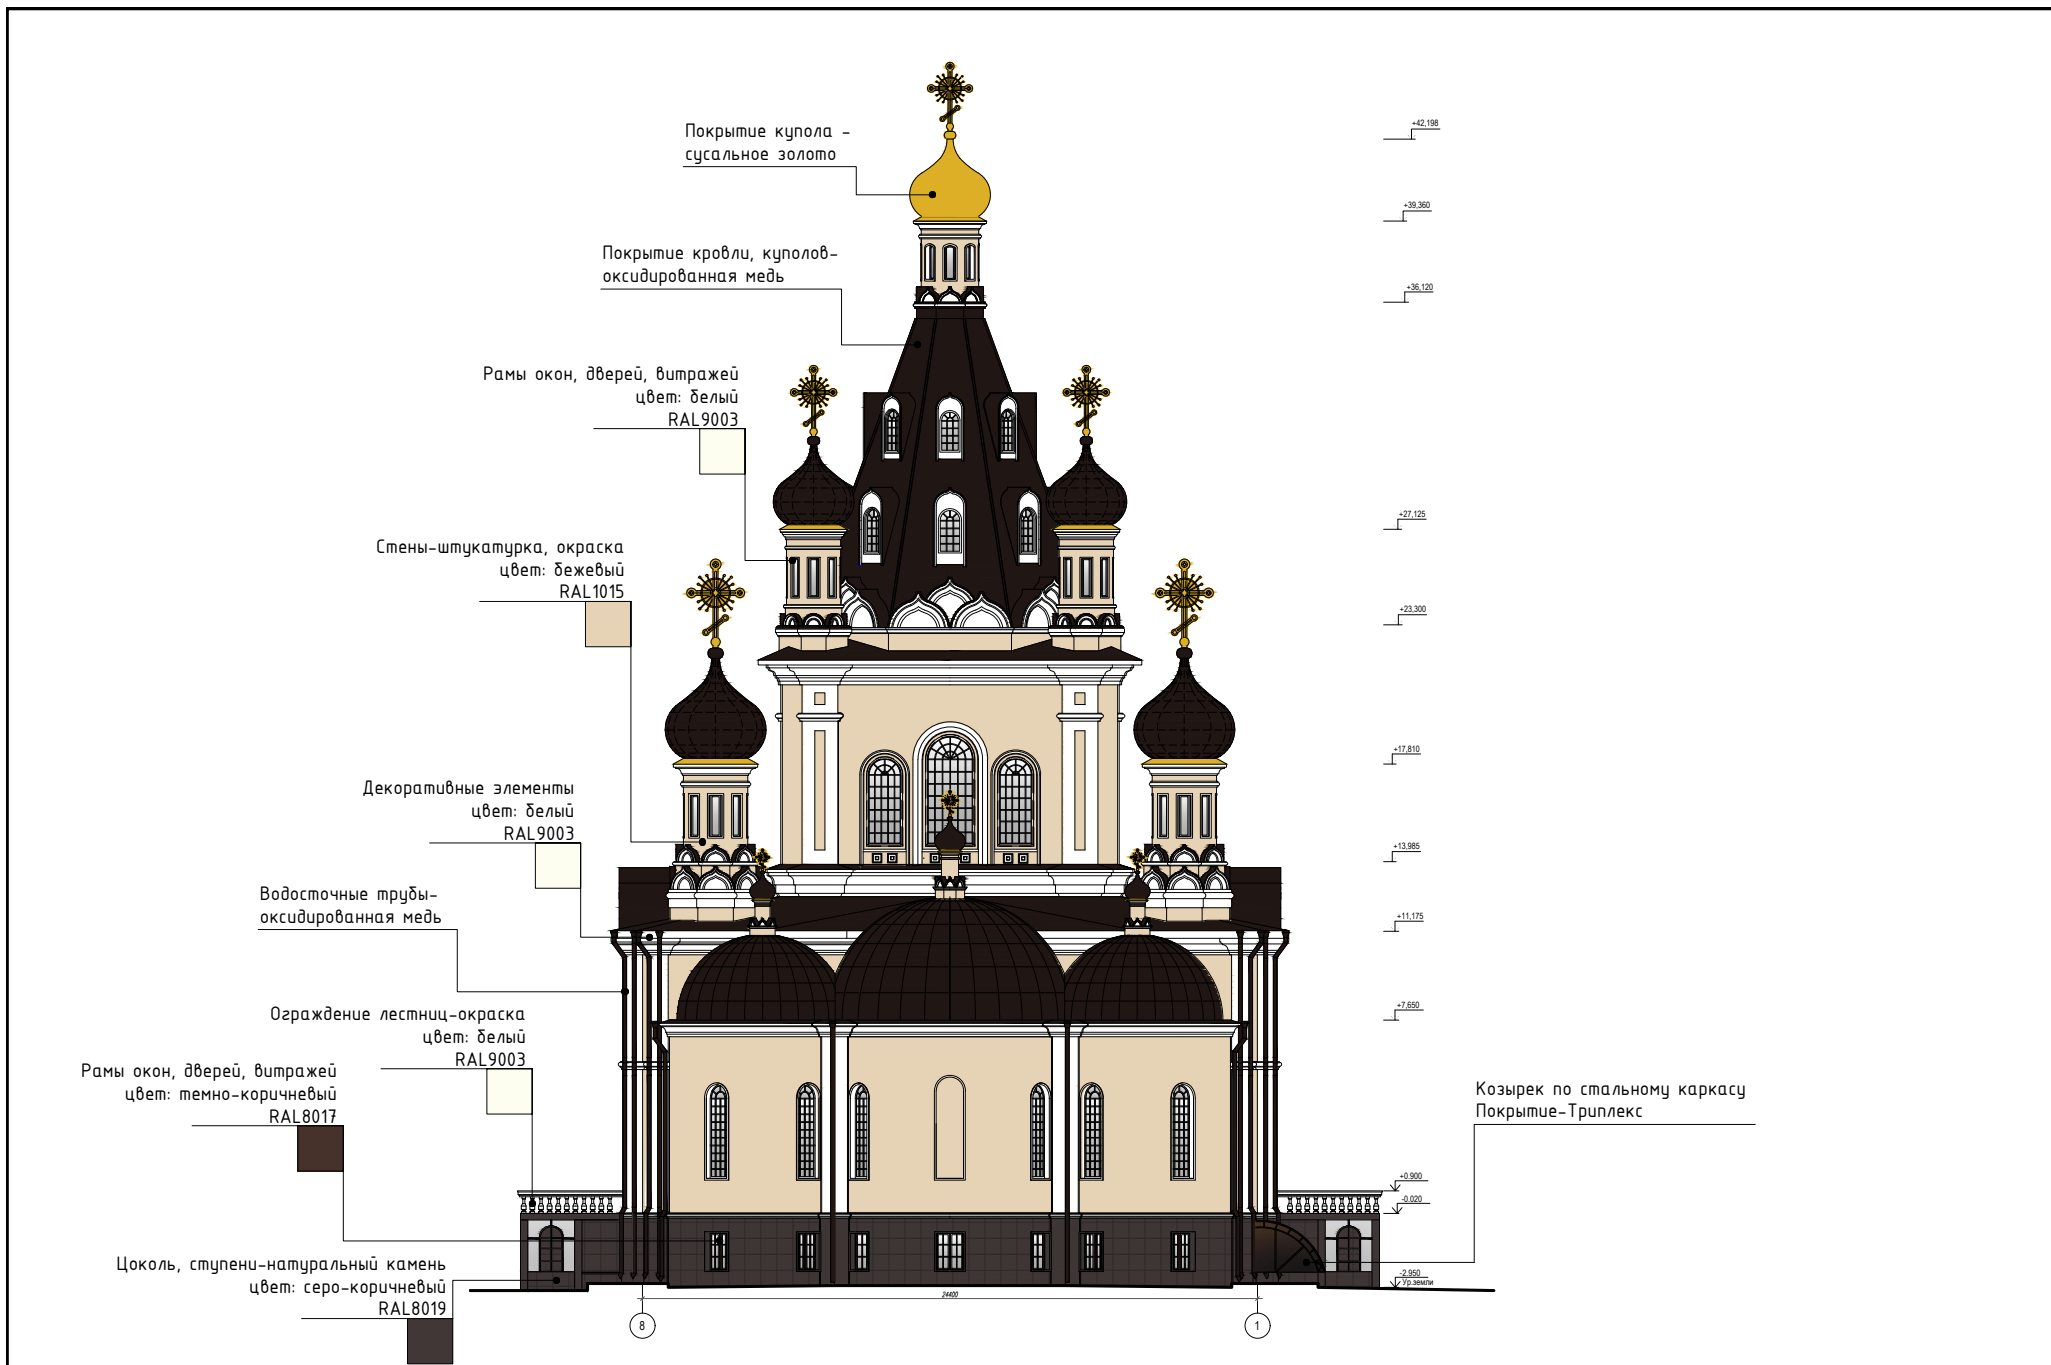 Покрытие купола -
сусальное золото
Покрытие кровли, куполов-
оксидированная медь
Рамы окон, дверей, витражей
цвет: белый
RAL9003
Стены-штукатурка, окраска
цвет: бежевый
RAL1015
Декоративные элементы
цвет: белый
RAL9003
Водосточные трубы-
оксидированная медь
Ограждение лестниц-окраска
цвет: белый
RAL9003
Рамы окон, дверей, витражей
цвет: темно-коричневый
RAL8017
Цоколь, ступени-натуральный камень
цвет: серо-коричневый
RAL8019
Козырек по стальному каркасу
Покрытие-Триплекс
+42,198
+39,360
+36,120
+27,125
+23,300
+17,810
+13,985
+11,175
+7,650
+0.900
-0.020
-2.950
Ур.земли
24400
8
1